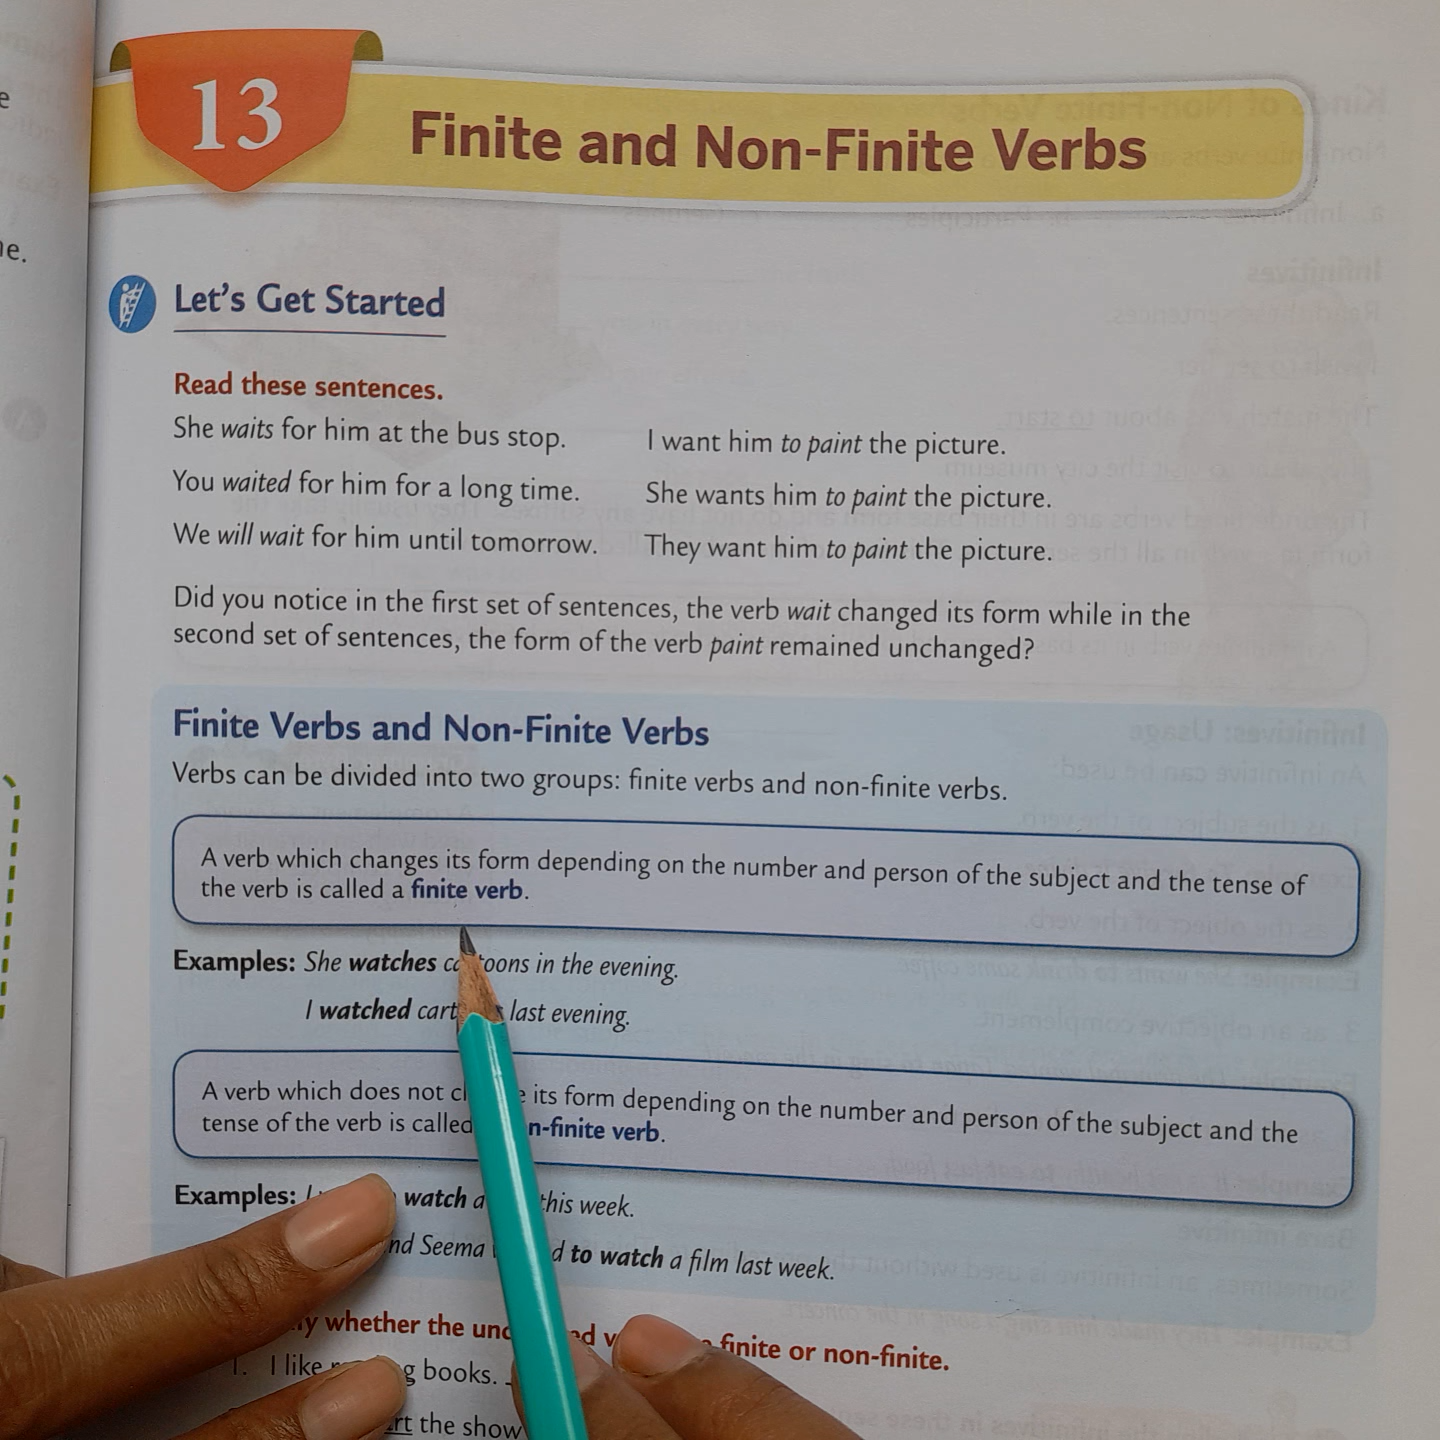 e
ne.
13
Finite and Non-Finite Verbs
Let's Get Started
Read these sentences.
She waits for him at the bus stop.
You waited for him for a long time.
We will wait for him until tomorrow.
I want him to paint the picture.
She wants him to paint the picture.
They want him to paint the picture.
Did you notice in the first set of sentences, the verb wait changed its form while in the
second set of sentences, the form of the verb paint remained unchanged?
Finite Verbs and Non-Finite Verbs
Verbs can be divided into two groups: finite verbs and non-finite verbs.
A verb which changes its form depending on the number and person of the subject and the tense of
the verb is called a finite verb.
Examples: She watches cartoons in the evening.
I watched last evening.
A verb which does not its form depending on the number and person of the subject and the
tense of the verb is called n-finite verb.
Examples: watch this week.
nd Seema to watch a film last week.
whether the finite or non-finite.
1. I like books.
the show